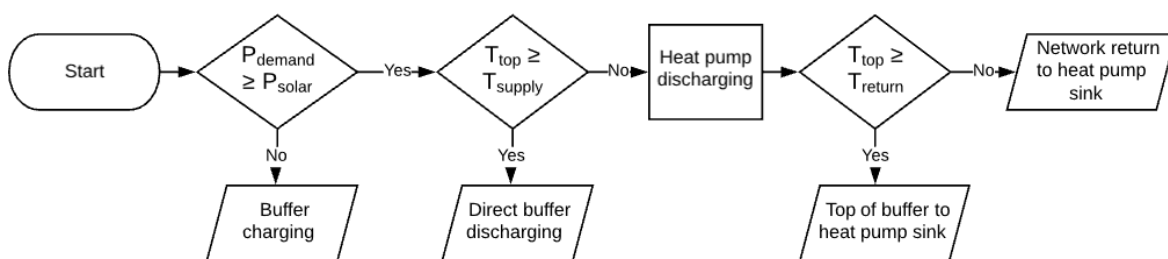 Start
P_demand
≥ P_solar
Yes
No
Buffer
charging
T_top ≥
T_supply
No
Yes
Direct buffer
discharging
Heat pump
discharging
T_top ≥
T_return
No
Yes
Top of buffer to
heat pump sink
Network return
to heat pump
sink